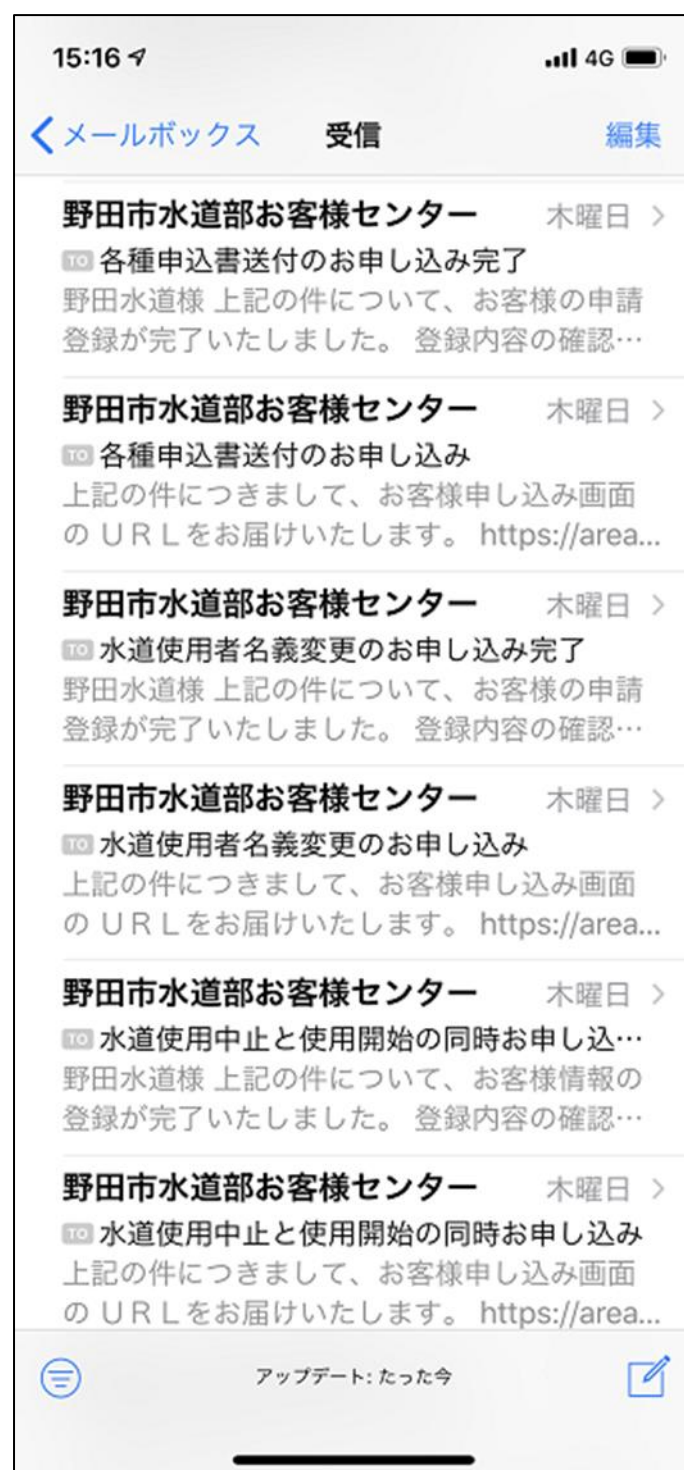 15:16 4G
メールボックス 受信 編集
野田市水道部お客様センター 木曜日
TO 各種申込書送付のお申し込み完了
野田水道様 上記の件について、お客様の申請
登録が完了いたしました。 登録内容の確認…
野田市水道部お客様センター 木曜日
TO 各種申込書送付のお申し込み
上記の件につきまして、お客様申し込み画面
の ＵＲＬをお届けいたします。 https://area...
野田市水道部お客様センター 木曜日
TO 水道使用者名義変更のお申し込み完了
野田水道様 上記の件について、お客様の申請
登録が完了いたしました。 登録内容の確認…
野田市水道部お客様センター 木曜日
TO 水道使用者名義変更のお申し込み
上記の件につきまして、お客様申し込み画面
の ＵＲＬをお届けいたします。 https://area...
野田市水道部お客様センター 木曜日
TO 水道使用中止と使用開始の同時お申し込…
野田水道様 上記の件について、お客様情報の
登録が完了いたしました。 登録内容の確認…
野田市水道部お客様センター 木曜日
TO 水道使用中止と使用開始の同時お申し込み
上記の件につきまして、お客様申し込み画面
の ＵＲＬをお届けいたします。 https://area...
アップデート: たった今